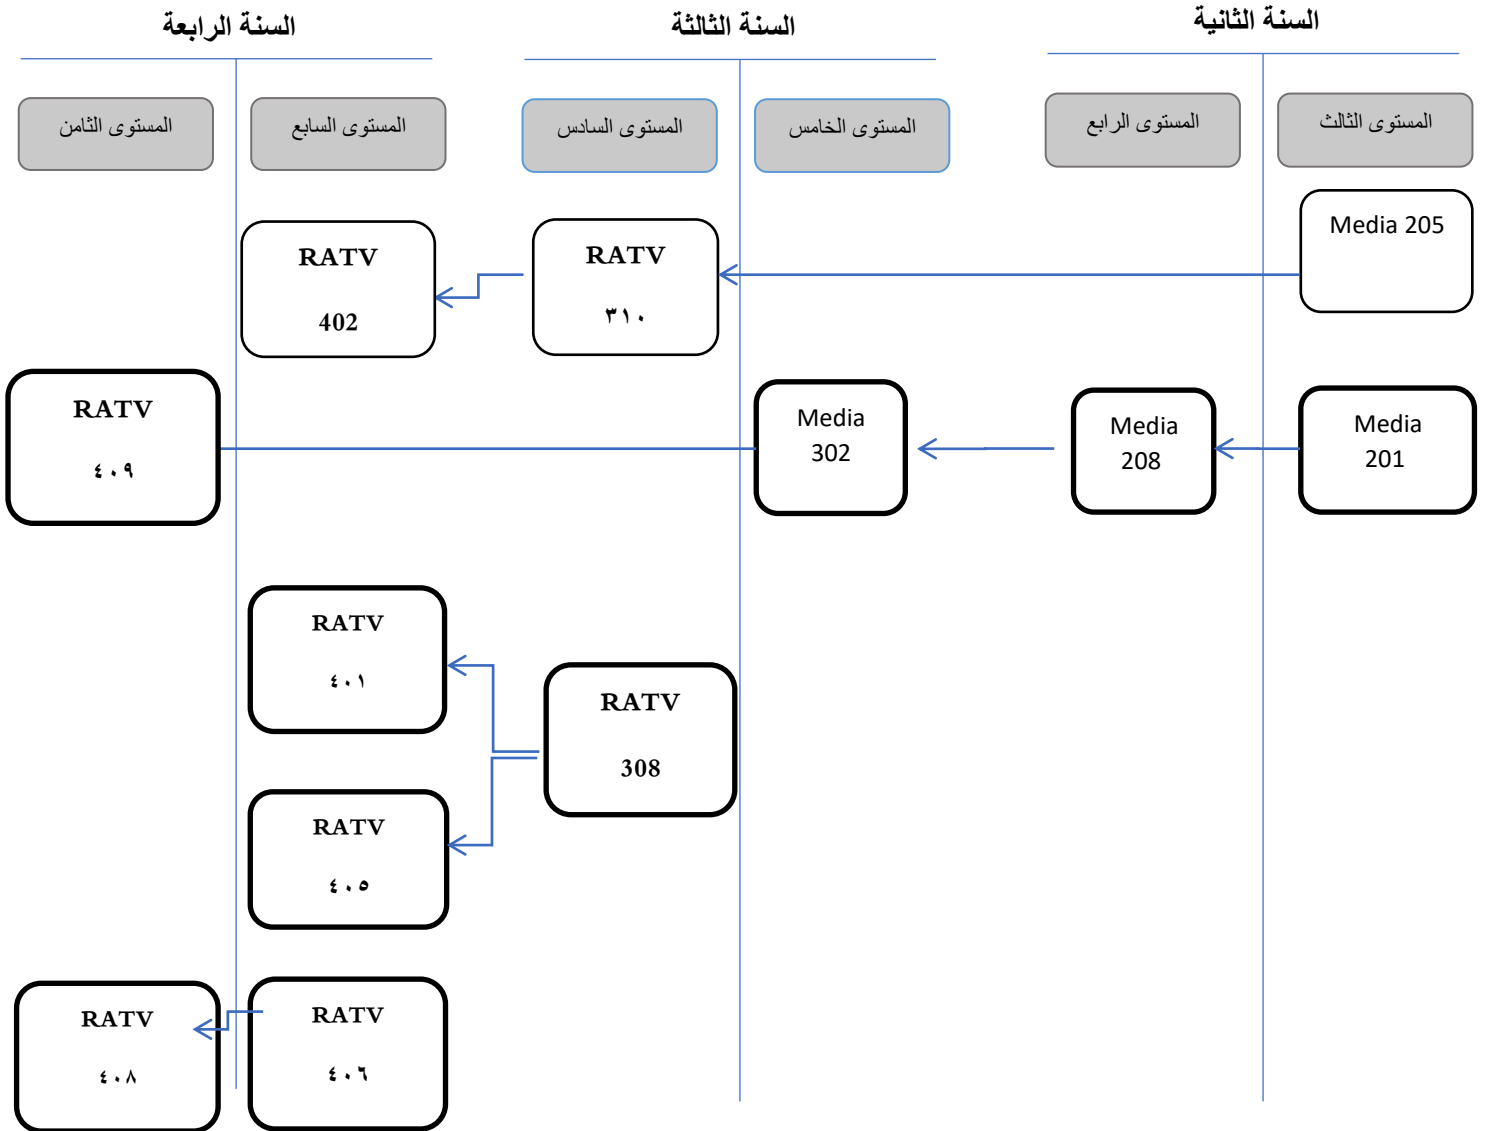 السنة الثانية
السنة الثالثة
السنة الرابعة
المستوى الثالث
المستوى الرابع
المستوى الخامس
المستوى السادس
المستوى السابع
المستوى الثامن
Media 205
RATV
٣١٠
RATV
402
Media
201
Media
208
Media
302
RATV
٤٠٩
RATV
308
RATV
٤٠١
RATV
٤٠٥
RATV
٤٠٦
RATV
٤٠٨